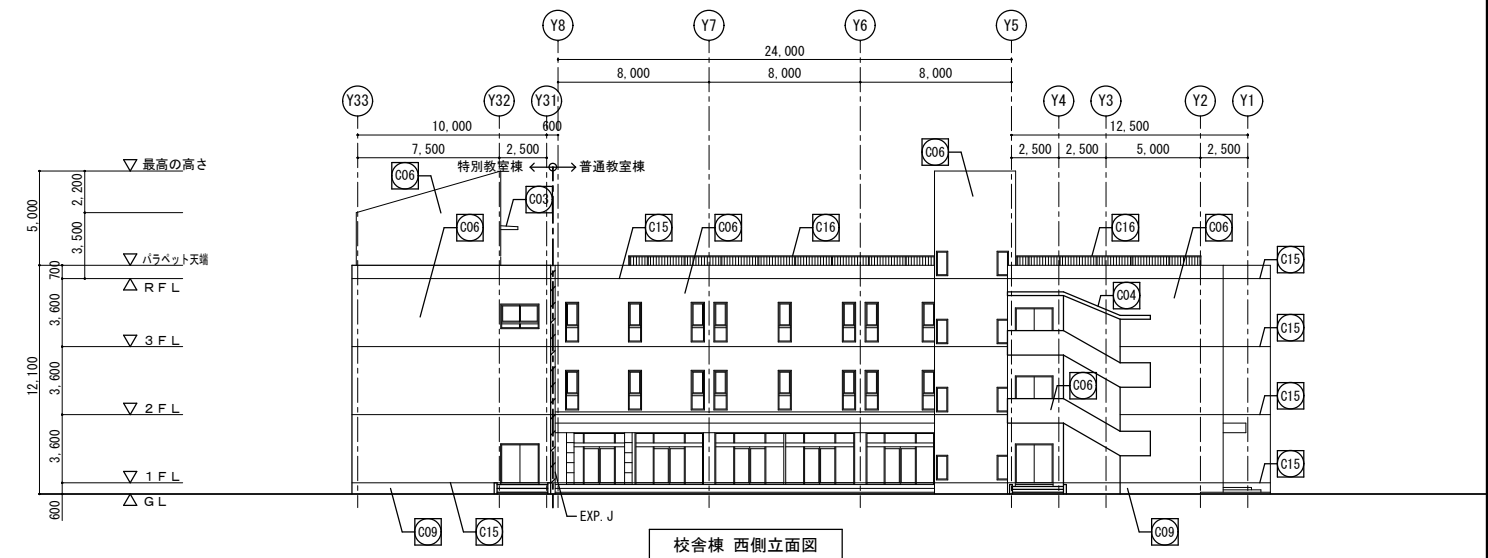 Y8 Y7 Y6 Y5
24,000
8,000 8,000 8,000
Y33 Y32 Y31 Y4 Y3 Y2 Y1
10,000 600 12,500
7,500 2,500 2,500 2,500 5,000 2,500
特別教室棟 普通教室棟
C06
最高の高さ
C06
2,200
5,000
C03
3,500
C06 C15 C06 C16 C16 C06
パラペット天端
700
C15
RFL
C04
3,600
3FL
C15
12,100
3,600
C06
2FL
C15
3,600
1FL
C15
GL
600
EXP.J
C09 C15 C09
校舎棟 西側立面図